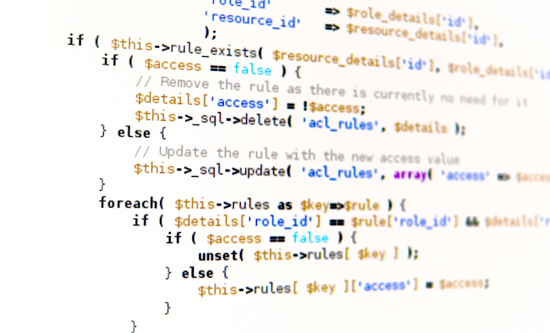 'role_id' => $role_details['id'],
'resource_id' => $resource_details['id'],
);
if ( $this->rule_exists( $resource_details['id'], $role_details['id'
if ( $access == false ) {
// Remove the rule as there is currently no need for it
$details['access'] = !$access;
$this->_sql->delete( 'acl_rules', $details );
} else {
// Update the rule with the new access value
$this->_sql->update( 'acl_rules', array( 'access' => $access
}
foreach( $this->rules as $key=>$rule ) {
if ( $details['role_id'] == $rule['role_id'] && $details['r
if ( $access == false ) {
unset( $this->rules[ $key ] );
} else {
$this->rules[ $key ]['access'] = $access;
}
}